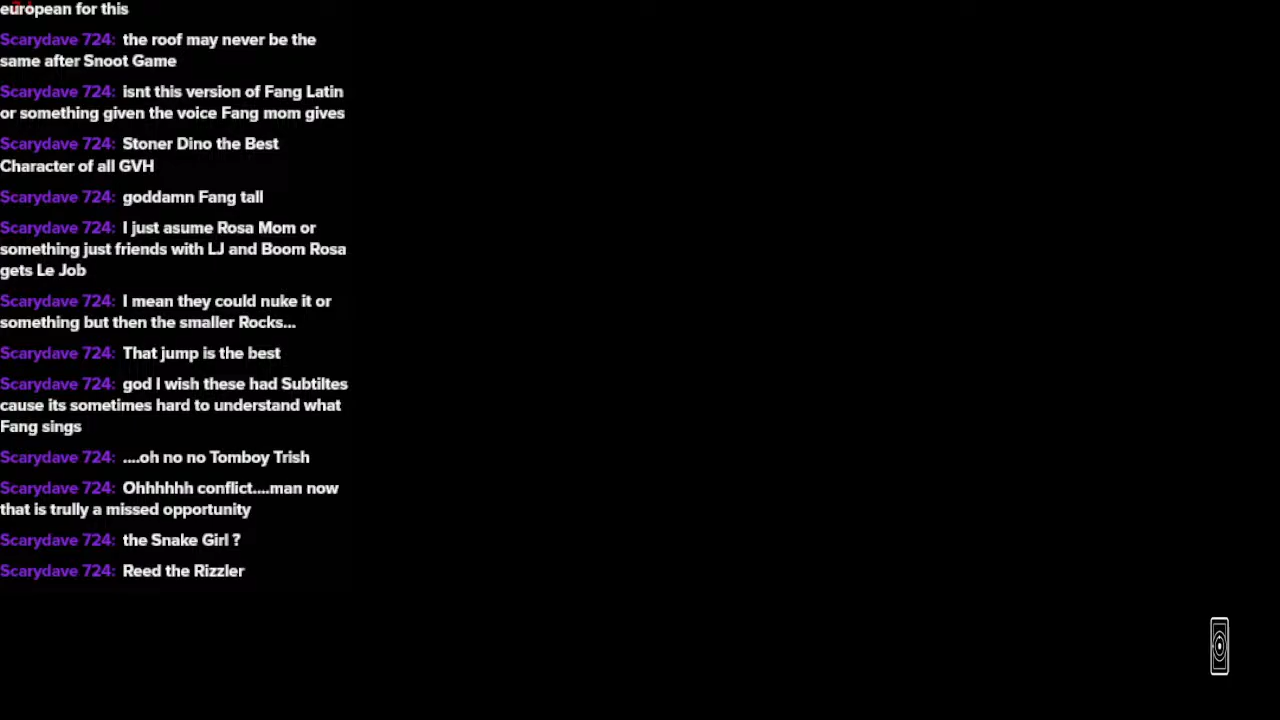 european for this
Scarydave 724: the roof may never be the
same after Snoot Game
Scarydave 724: isnt this version of Fang Latin
or something given the voice Fang mom gives
Scarydave 724: Stoner Dino the Best
Character of all GVH
Scarydave 724: goddamn Fang tall
Scarydave 724: I just asume Rosa Mom or
something just friends with LJ and Boom Rosa
gets Le Job
Scarydave 724: I mean they could nuke it or
something but then the smaller Rocks...
Scarydave 724: That jump is the best
Scarydave 724: god I wish these had Subtiltes
cause its sometimes hard to understand what
Fang sings
Scarydave 724: ....oh no no Tomboy Trish
Scarydave 724: Ohhhhhh conflict....man now
that is trully a missed opportunity
Scarydave 724: the Snake Girl ?
Scarydave 724: Reed the Rizzler